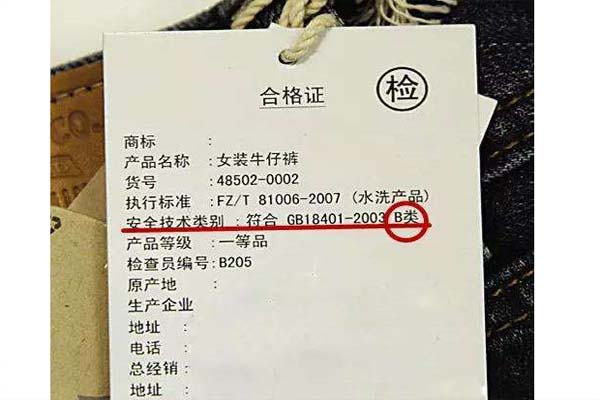 合格证
检
商标 :
产品名称 : 女装牛仔裤
货号 : 48502-0002
执行标准 : FZ/T 81006-2007 (水洗产品)
安全技术类别 : 符合 GB18401-2003 B类
产品等级 : 一等品
检查员编号: B205
原产地 :
生产企业
地址 :
电话 :
总经销 :
地址 :
CO.